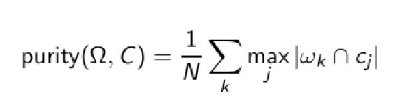 purity(Ω, C) = 1/N ∑_k max_j |ω_k ∩ c_j|